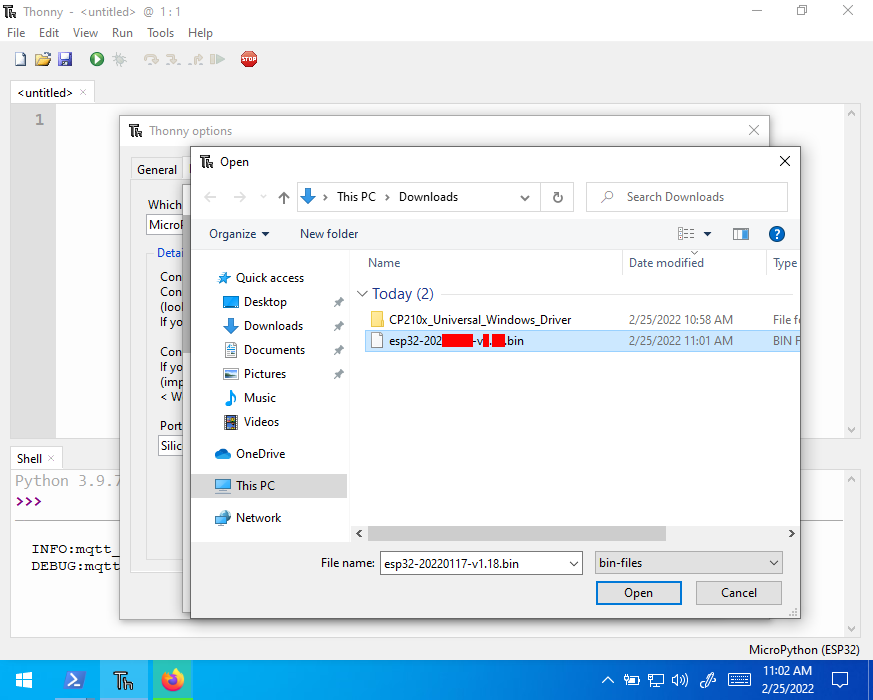 Thonny - <untitled> @ 1 : 1
File Edit View Run Tools Help
STOP
<untitled>
1
Thonny options
General
Which
MicroP
Detai
Con
Con
(loo
If yo
Con
If yo
(imp
< W
Port
Silic
Open
This PC > Downloads
Search Downloads
Organize
New folder
Name
Date modified
Type
Today (2)
CP210x_Universal_Windows_Driver 2/25/2022 10:58 AM File fo
esp32-202 -v .bin 2/25/2022 11:01 AM BIN F
Quick access
Desktop
Downloads
Documents
Pictures
Music
Videos
OneDrive
This PC
Network
File name: esp32-20220117-v1.18.bin
bin-files
Open
Cancel
Shell
Python 3.9.7
>>>
INFO:mqtt_
DEBUG:mqtt
MicroPython (ESP32)
11:02 AM
2/25/2022